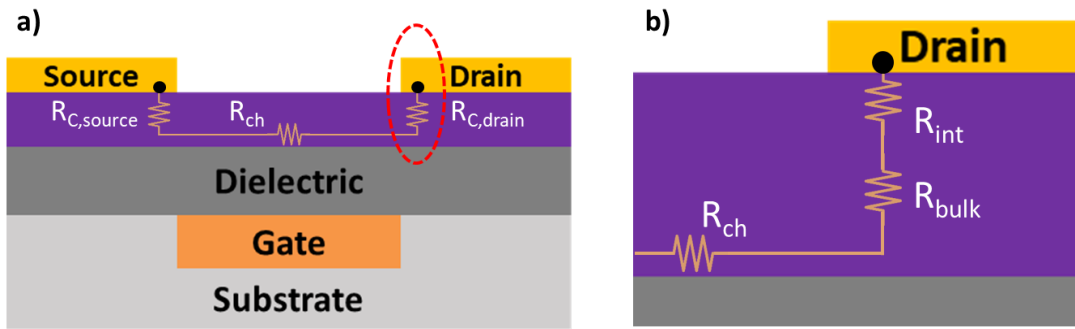 a)
Source
Drain
R_C,source
R_ch
R_C,drain
Dielectric
Gate
Substrate
b)
Drain
R_int
R_bulk
R_ch